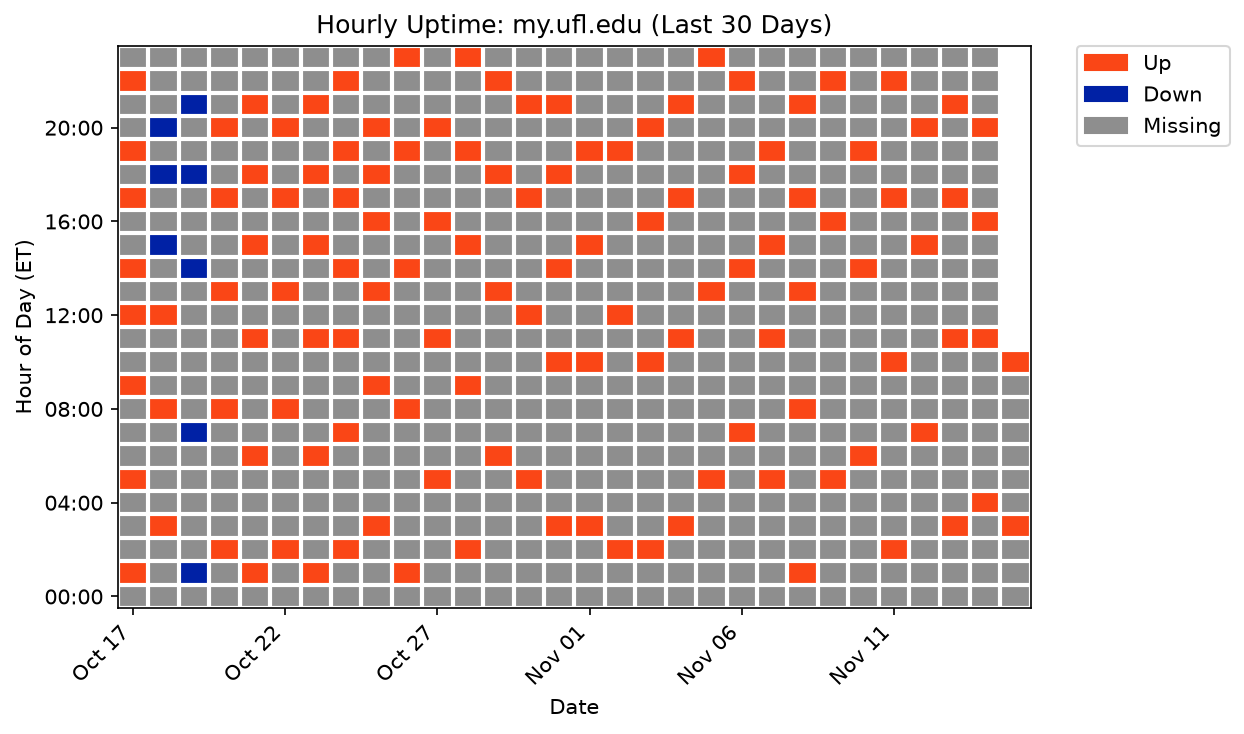 Hourly Uptime: my.ufl.edu (Last 30 Days)
Up
Down
Missing
Hour of Day (ET)
20:00
16:00
12:00
08:00
04:00
00:00
Oct 17
Oct 22
Oct 27
Nov 01
Nov 06
Nov 11
Date